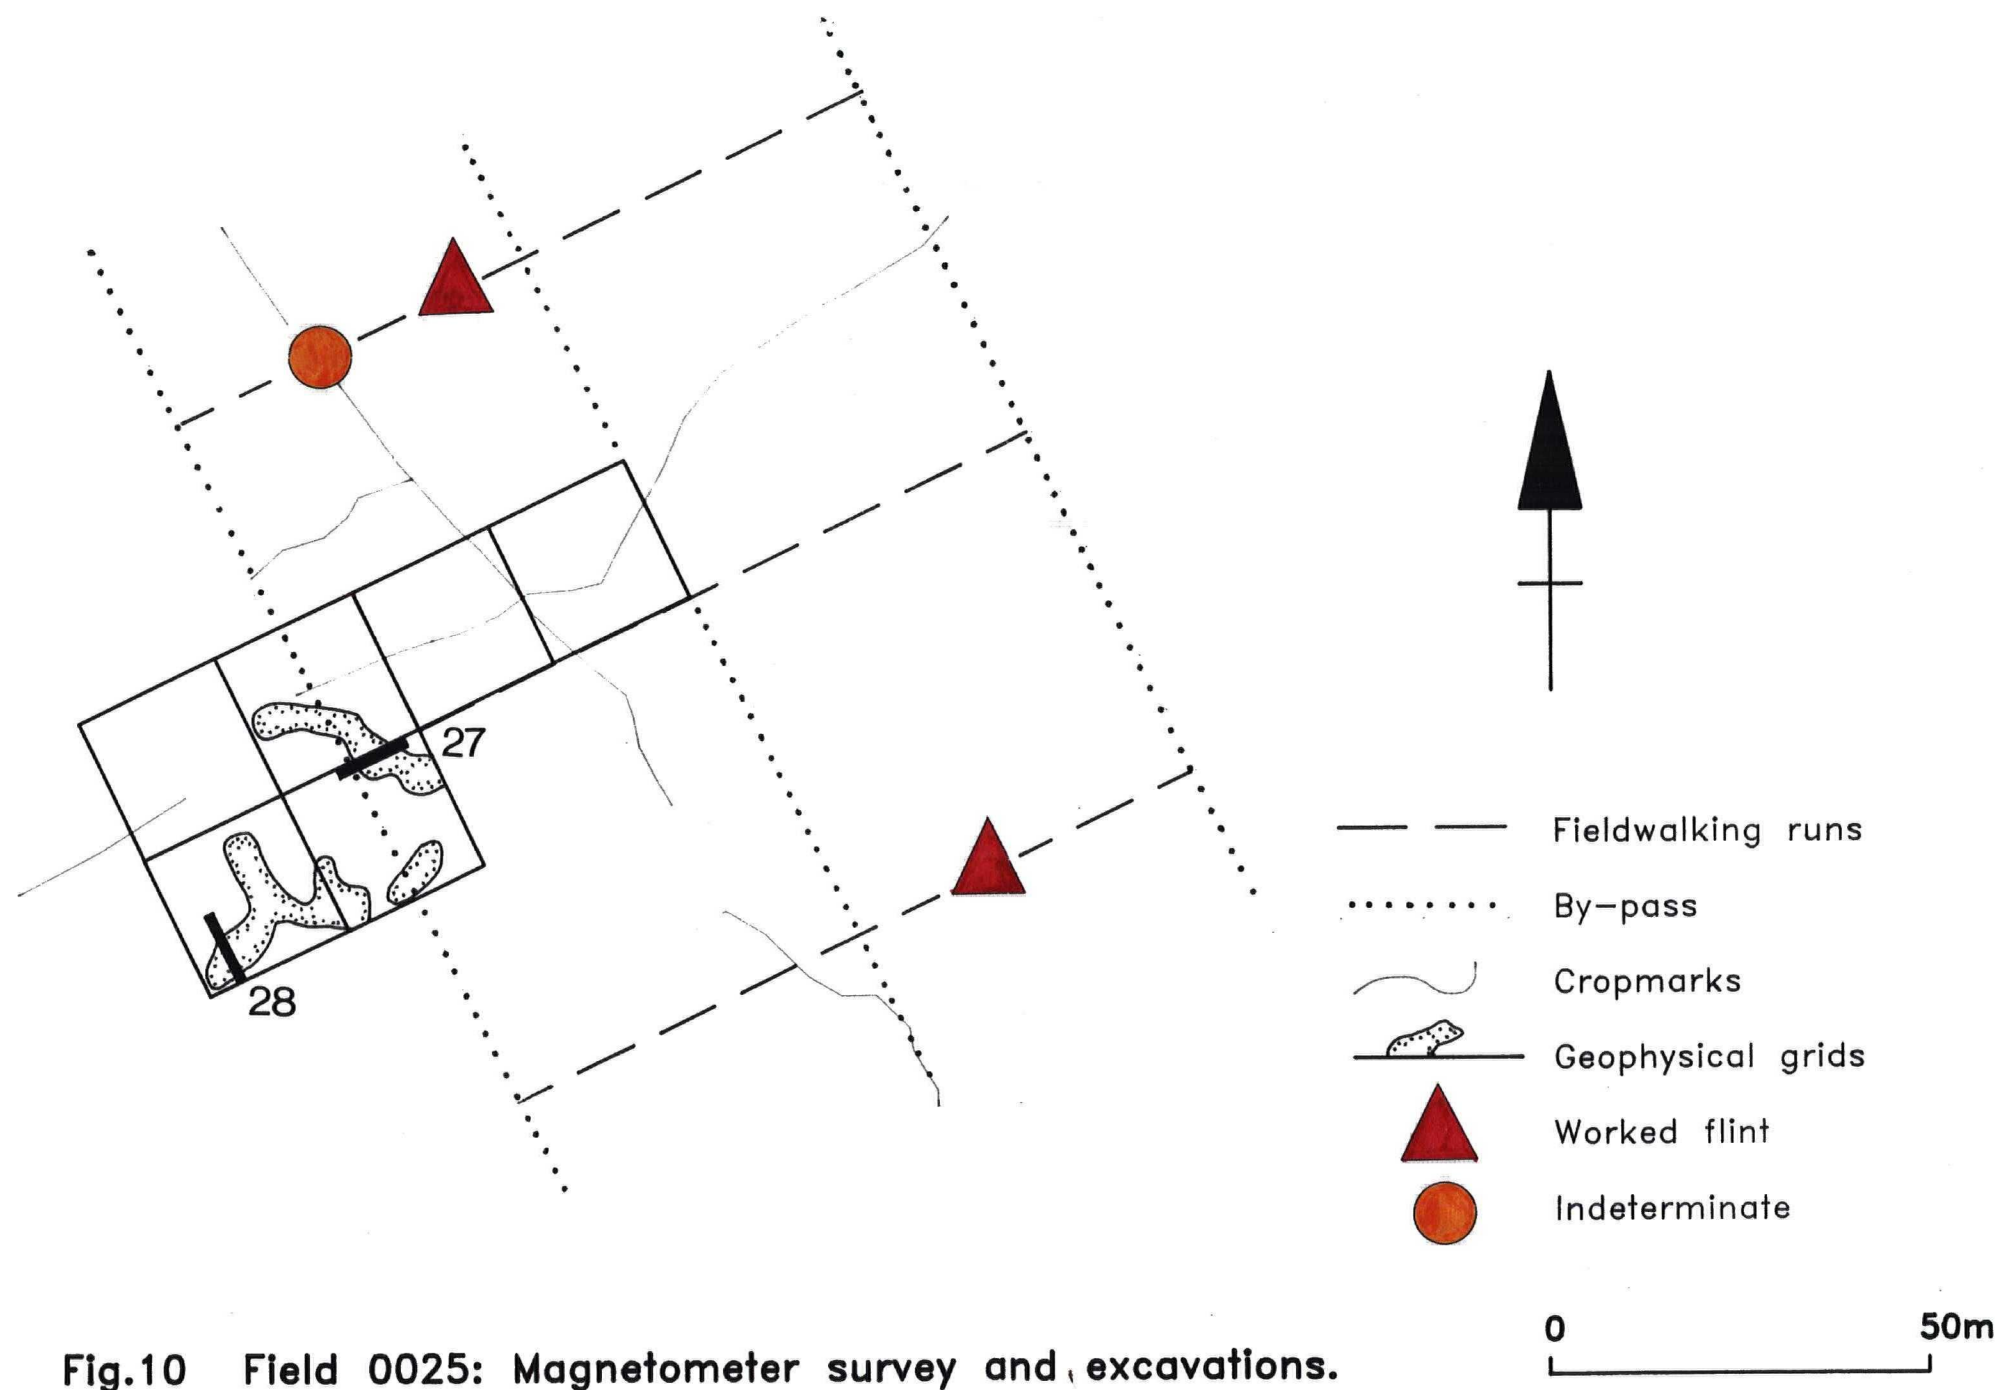 27
28
Fieldwalking runs
By-pass
Cropmarks
Geophysical grids
Worked flint
Indeterminate
0 50m
Fig.10 Field 0025: Magnetometer survey and excavations.